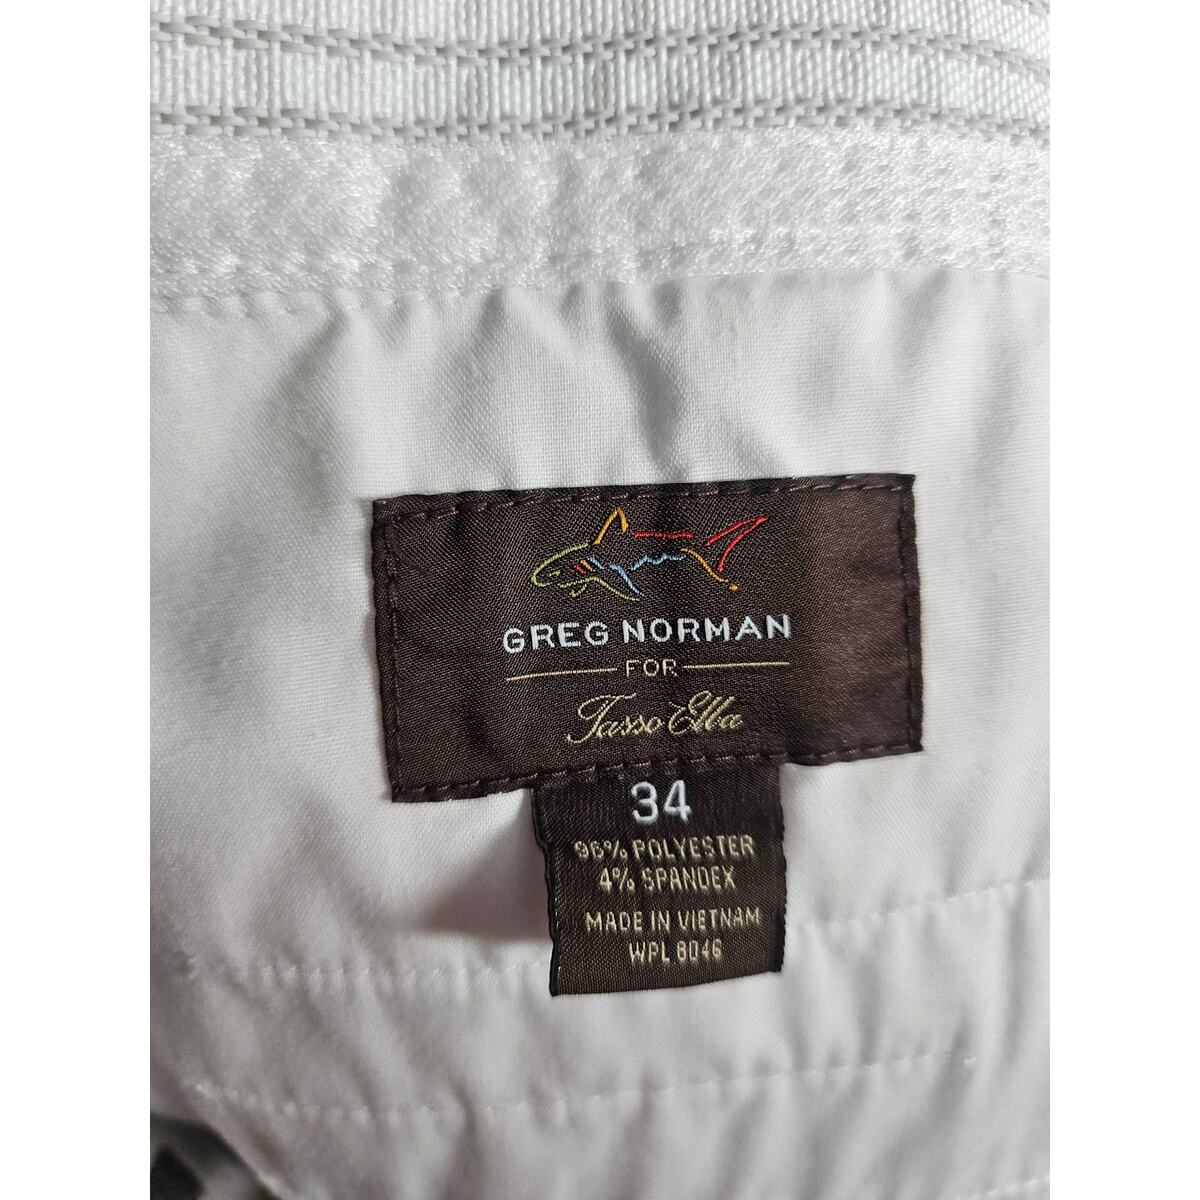 GREG NORMAN
FOR
Tasso Elba
34
96% POLYESTER
4% SPANDEX
MADE IN VIETNAM
WPL 8046